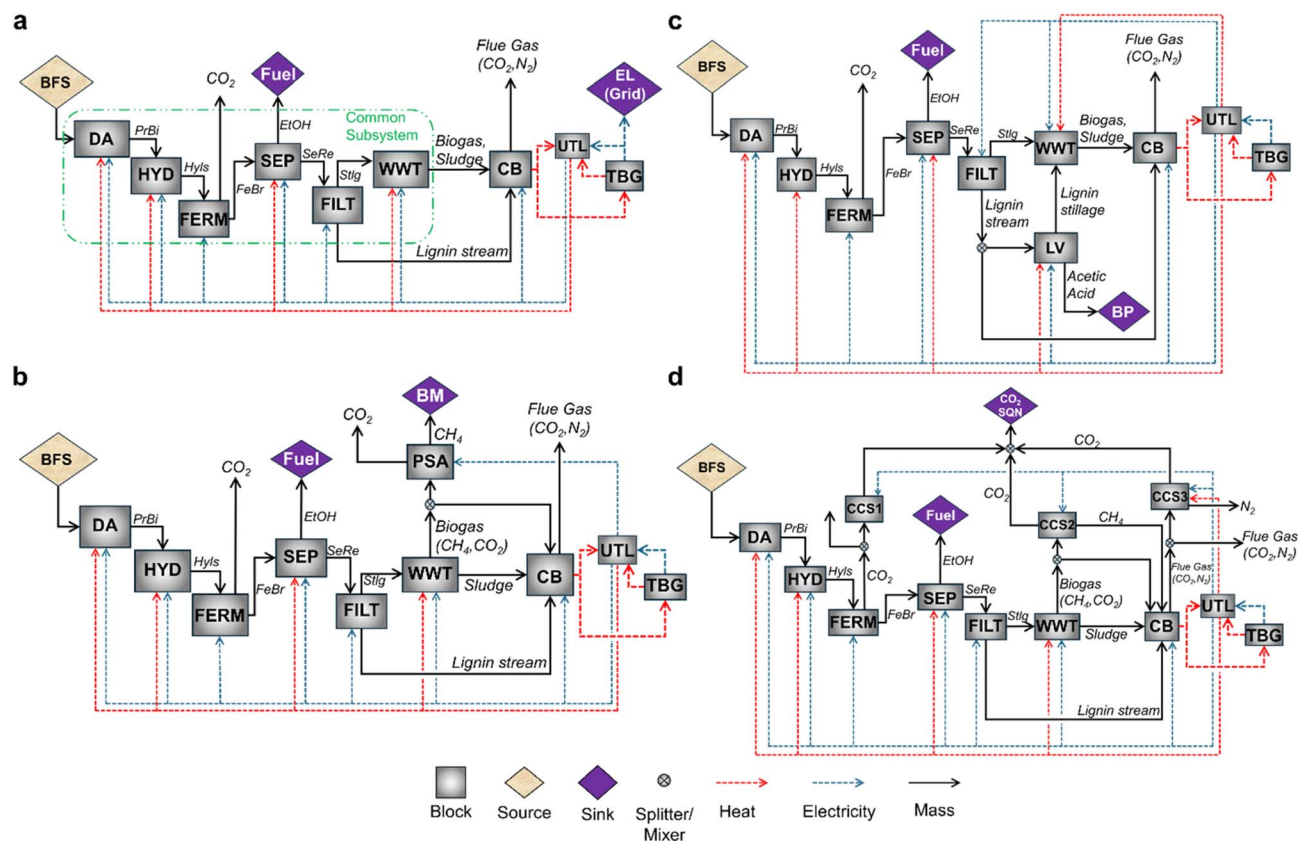 a
BFS
DA
PrBi
HYD
Hyls
FERM
CO2
FeBr
Fuel
EtOH
SEP
SeRe
Common
Subsystem
FILT
Stlg
WWT
Biogas,
Sludge
Lignin stream
Flue Gas
(CO2,N2)
CB
UTL
TBG
EL
(Grid)
c
BFS
DA
PrBi
HYD
Hyls
FERM
CO2
FeBr
Fuel
EtOH
SEP
SeRe
FILT
Stlg
WWT
Biogas,
Sludge
Lignin
stream
Lignin
stillage
LV
Acetic
Acid
BP
Flue Gas
(CO2,N2)
CB
UTL
TBG
b
BFS
DA
PrBi
HYD
Hyls
FERM
CO2
FeBr
Fuel
EtOH
SEP
SeRe
FILT
Stlg
WWT
Sludge
Biogas
(CH4,CO2)
PSA
CO2
CH4
BM
Flue Gas
(CO2,N2)
CB
UTL
TBG
Lignin stream
d
BFS
DA
PrBi
HYD
Hyls
FERM
CO2
CCS1
FeBr
Fuel
EtOH
SEP
SeRe
FILT
Stlg
WWT
Sludge
Biogas
(CH4,CO2)
CCS2
CO2
CH4
CO2
SQN
CO2
CCS3
N2
Flue Gas
(CO2,N2)
Flue Gas
(CO2,N2)
CB
UTL
TBG
Lignin stream
Block
Source
Sink
Splitter/
Mixer
Heat
Electricity
Mass